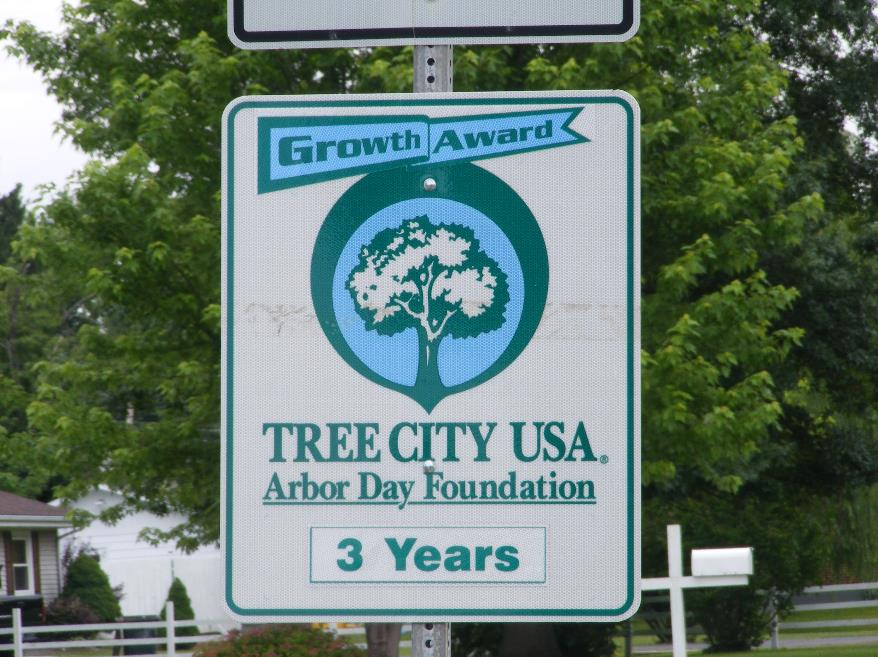 Growth Award
TREE CITY USA®
Arbor Day Foundation
3 Years